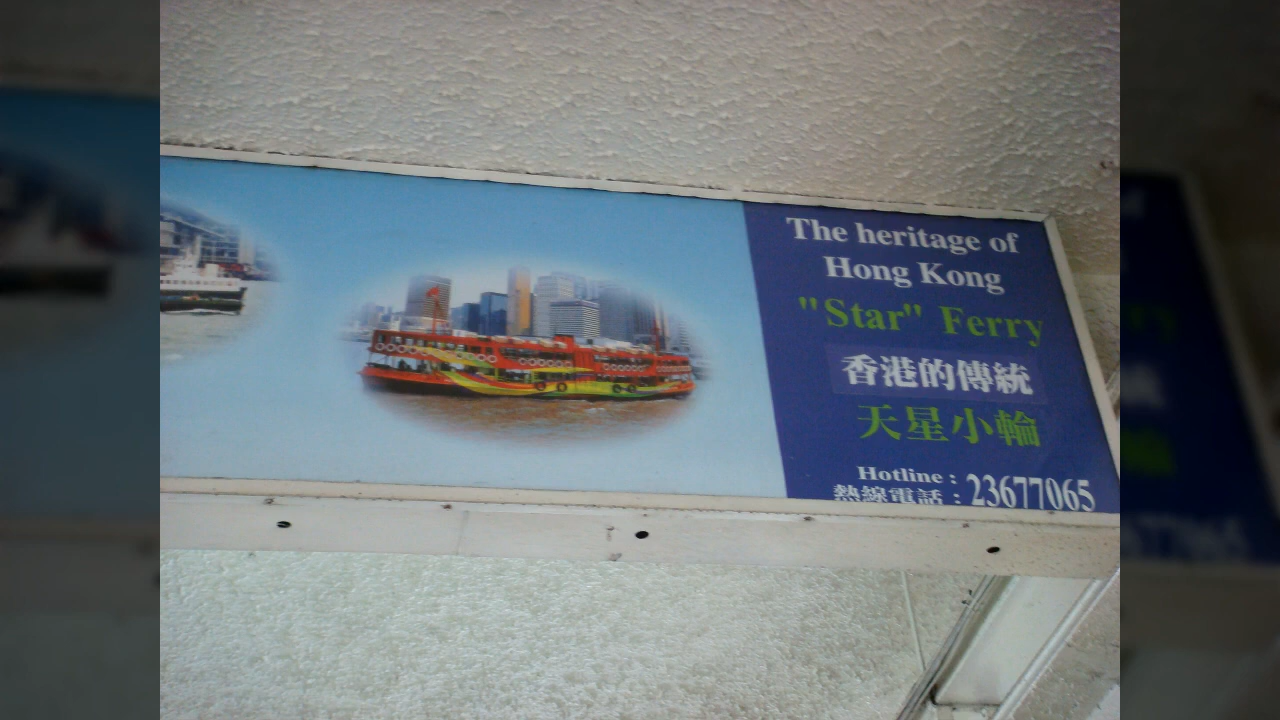 The heritage of
Hong Kong
"Star" Ferry
香港的傳統
天星小輪
Hotline :
熱線電話 : 23677065